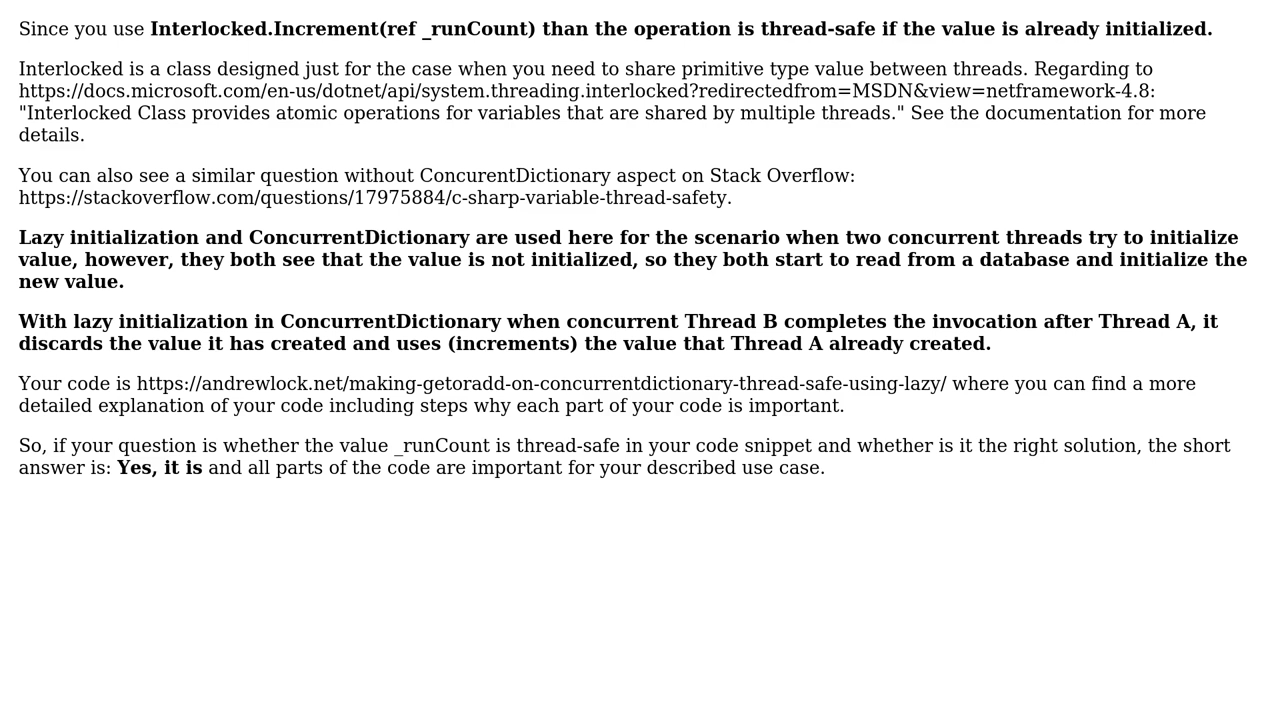 Since you use Interlocked.Increment(ref _runCount) than the operation is thread-safe if the value is already initialized.
Interlocked is a class designed just for the case when you need to share primitive type value between threads. Regarding to
https://docs.microsoft.com/en-us/dotnet/api/system.threading.interlocked?redirectedfrom=MSDN&view=netframework-4.8:
"Interlocked Class provides atomic operations for variables that are shared by multiple threads." See the documentation for more
details.
You can also see a similar question without ConcurentDictionary aspect on Stack Overflow:
https://stackoverflow.com/questions/17975884/c-sharp-variable-thread-safety.
Lazy initialization and ConcurrentDictionary are used here for the scenario when two concurrent threads try to initialize
value, however, they both see that the value is not initialized, so they both start to read from a database and initialize the
new value.
With lazy initialization in ConcurrentDictionary when concurrent Thread B completes the invocation after Thread A, it
discards the value it has created and uses (increments) the value that Thread A already created.
Your code is https://andrewlock.net/making-getoradd-on-concurrentdictionary-thread-safe-using-lazy/ where you can find a more
detailed explanation of your code including steps why each part of your code is important.
So, if your question is whether the value _runCount is thread-safe in your code snippet and whether is it the right solution, the short
answer is: Yes, it is and all parts of the code are important for your described use case.